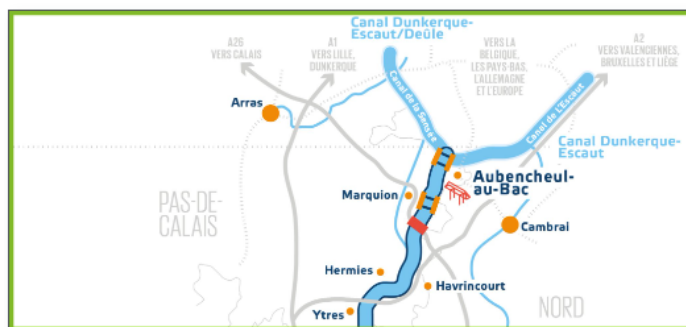 Canal Dunkerque-
Escaut/Deûle
A26
VERS CALAIS
A1
VERS LILLE,
DUNKERQUE
VERS LA
BELGIQUE,
LES PAYS-BAS,
L'ALLEMAGNE
ET L'EUROPE
A2
VERS VALENCIENNES,
BRUXELLES ET LIÈGE
Canal de la Sensée
Canal de L'Escaut
Arras
Canal Dunkerque-
Escaut
Aubencheul-
au-Bac
Marquion
PAS-DE-
CALAIS
Cambrai
Hermies
Havrincourt
Ytres
NORD